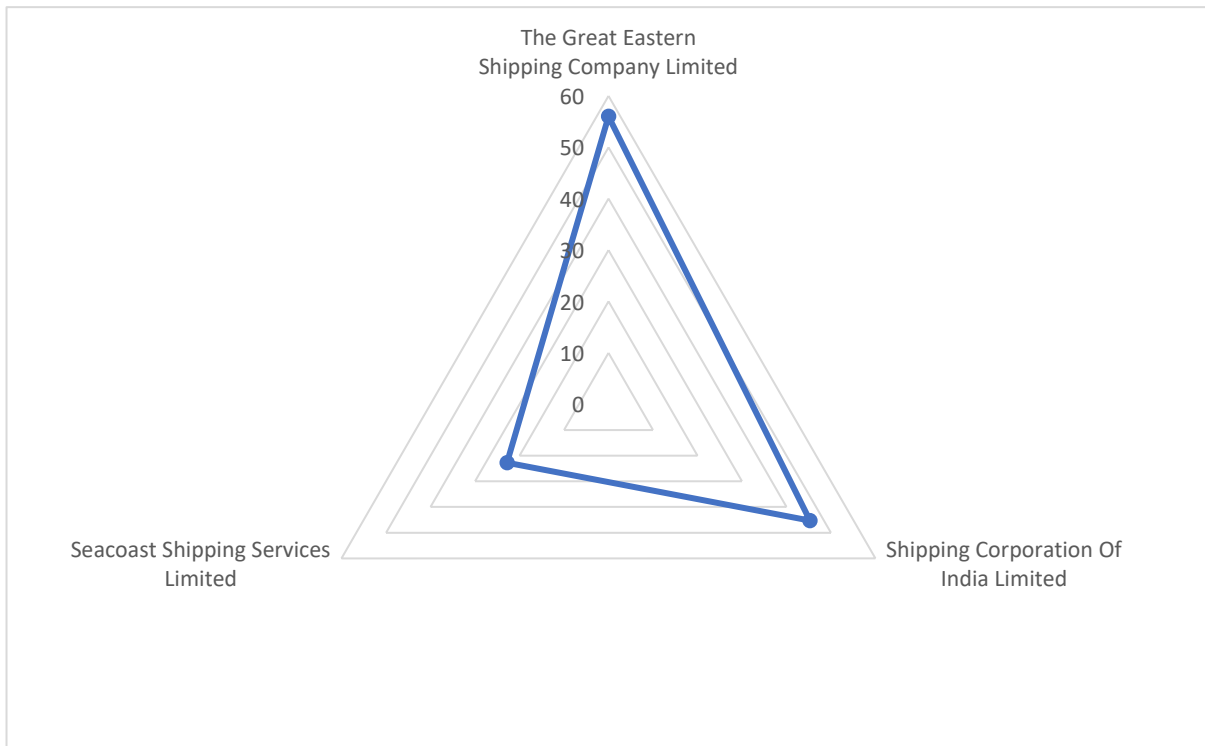 The Great Eastern
Shipping Company Limited
60
50
40
30
20
10
0
Seacoast Shipping Services
Limited
Shipping Corporation Of
India Limited